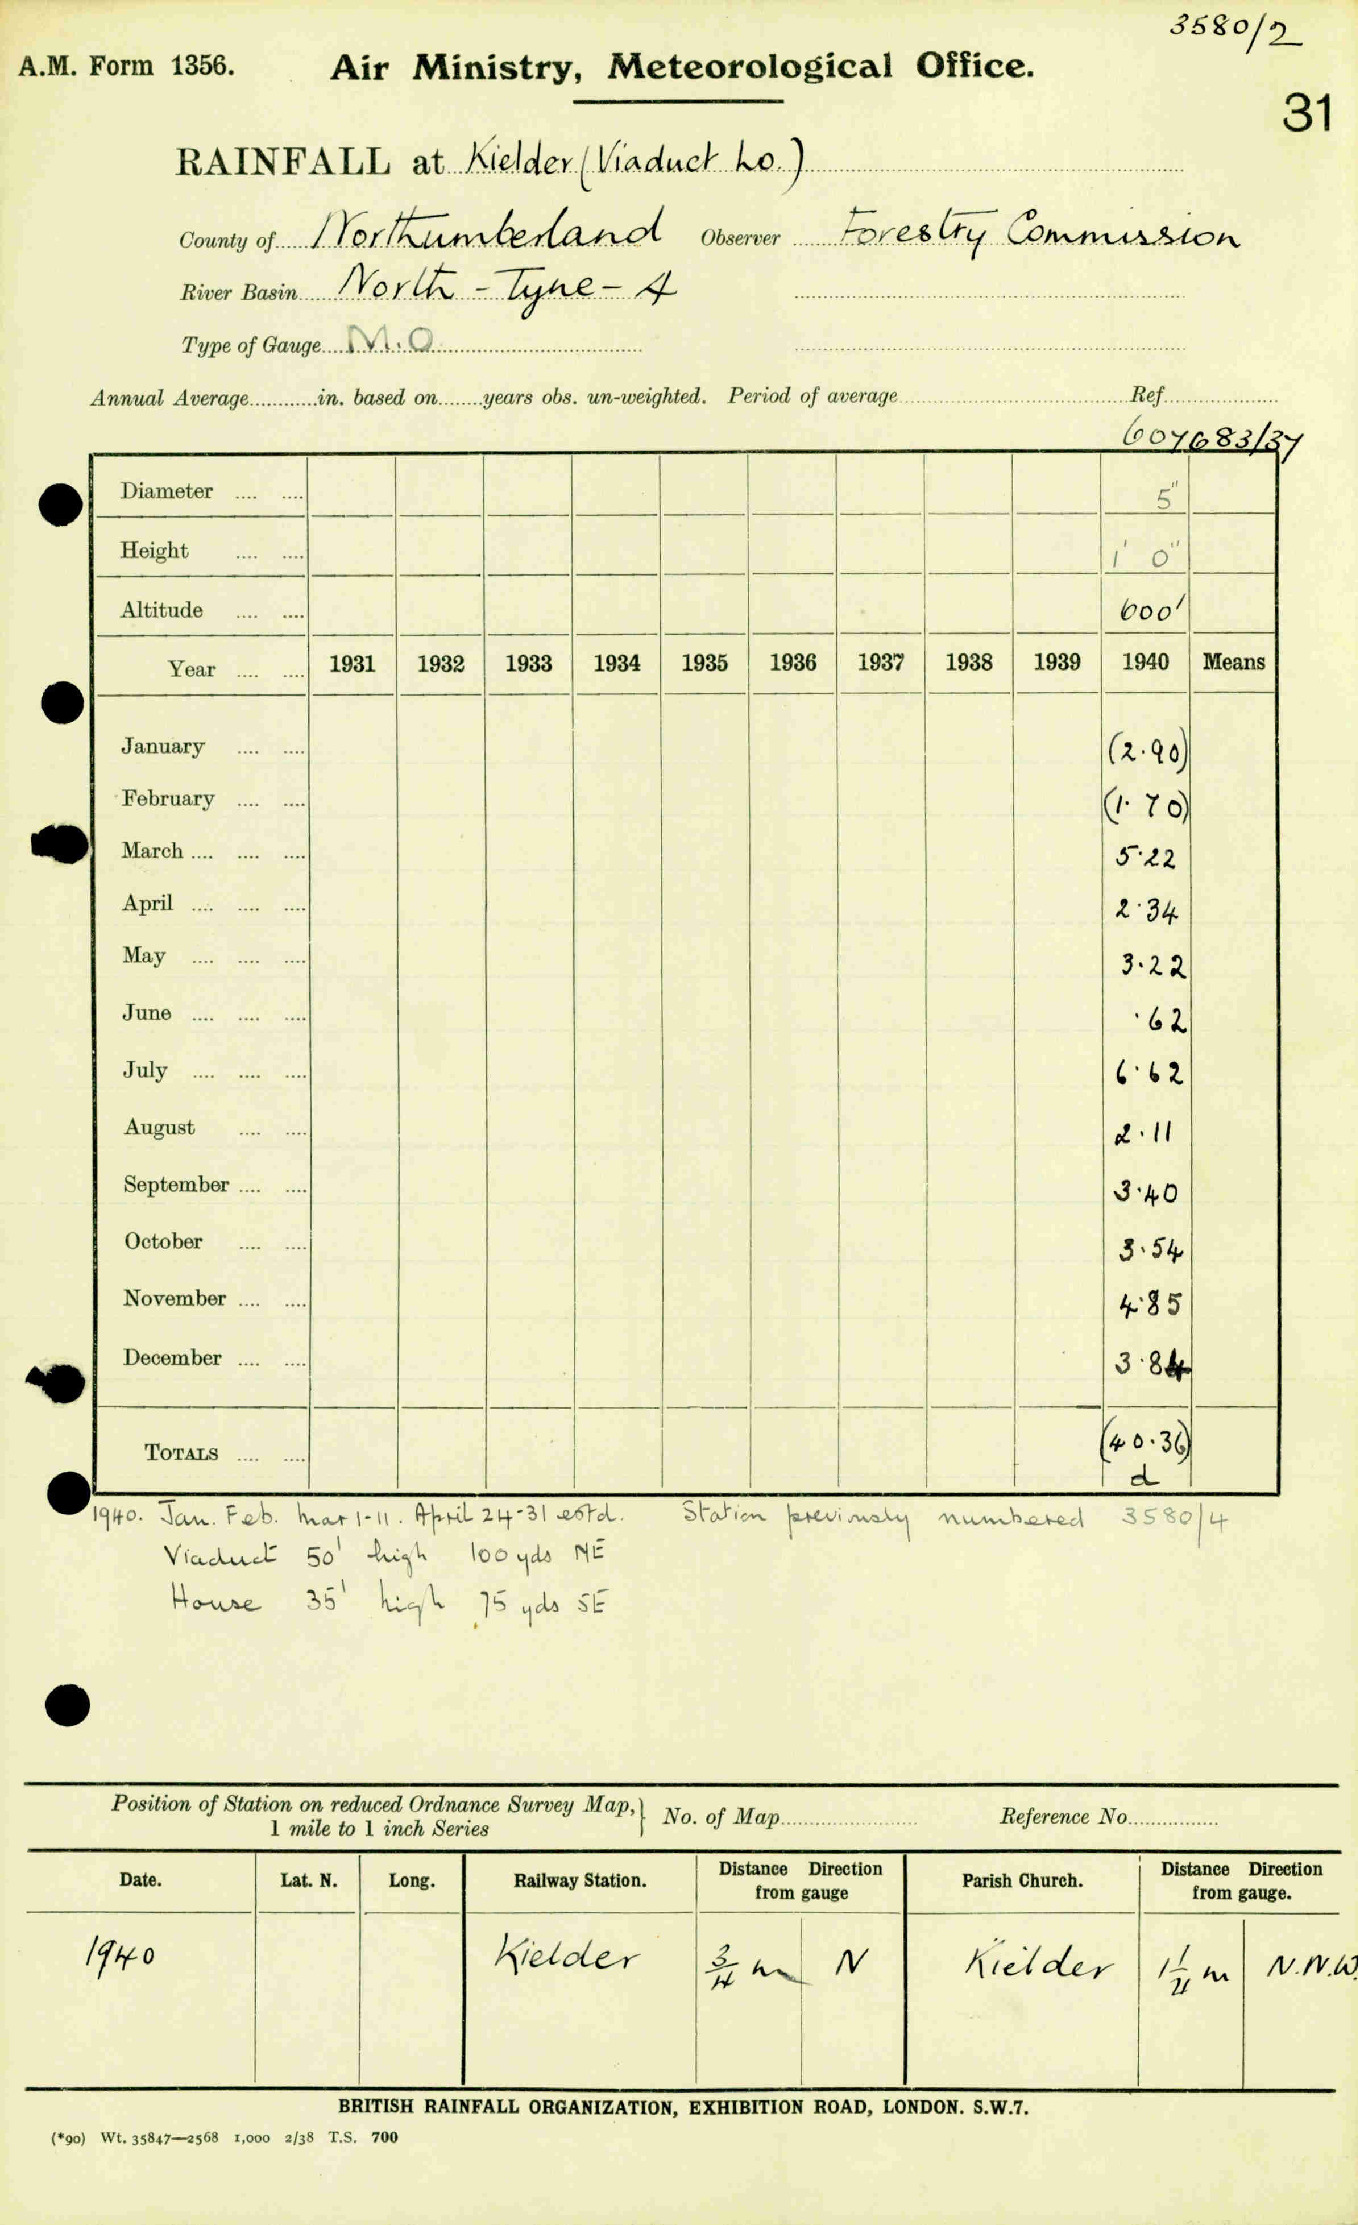 3580/2
A.M. Form 1356. Air Ministry, Meteorological Office.
31
RAINFALL at Kielder (Viaduct Ho.)
County of Northumberland Observer Forestry Commission
River Basin North - Tyne - 4
Type of Gauge M.O
Annual Average in. based on years obs. un-weighted. Period of average Ref.
607683/37
Diameter 5"
Height 1' 0"
Altitude 600'
Year 1931 1932 1933 1934 1935 1936 1937 1938 1939 1940 Means
January (2.90)
February (1.70)
March 5.22
April 2.34
May 3.22
June .62
July 6.62
August 2.11
September 3.40
October 3.54
November 4.85
December 3.84
TOTALS (40.36)
d
1940. Jan. Feb. Mar 1-11. April 24-31 estd. Station previously numbered 3580/4
Viaduct 50' high 100 yds NE
House 35' high 75 yds SE
Position of Station on reduced Ordnance Survey Map, } No. of Map Reference No.
1 mile to 1 inch Series
Date. Lat. N. Long. Railway Station. Distance Direction from gauge Parish Church. Distance Direction from gauge.
1940 Kielder 3/4 m N Kielder 1 1/4 m N.N.W.
BRITISH RAINFALL ORGANIZATION, EXHIBITION ROAD, LONDON. S.W.7.
(*90) Wt. 35847—2568 1,000 2/38 T.S. 700